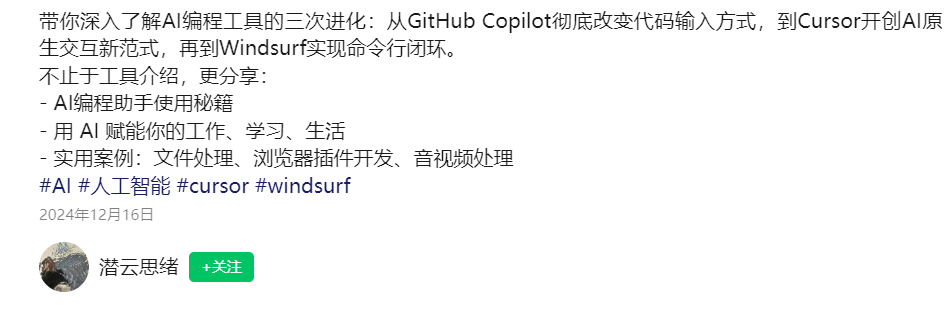 带你深入了解AI编程工具的三次进化：从GitHub Copilot彻底改变代码输入方式，到Cursor开创AI原
生交互新范式，再到Windsurf实现命令行闭环。
不止于工具介绍，更分享：
- AI编程助手使用秘籍
- 用 AI 赋能你的工作、学习、生活
- 实用案例：文件处理、浏览器插件开发、音视频处理
#AI #人工智能 #cursor #windsurf
2024年12月16日
潜云思绪 +关注